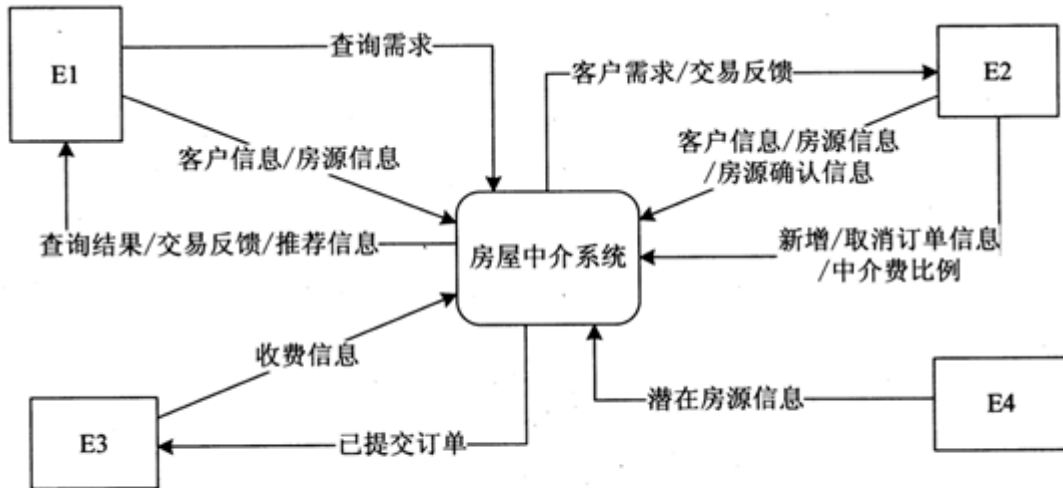 查询需求
E1
E2
客户需求/交易反馈
客户信息/房源信息
客户信息/房源信息
/房源确认信息
查询结果/交易反馈/推荐信息
房屋中介系统
新增/取消订单信息
/中介费比例
收费信息
潜在房源信息
E4
E3
已提交订单